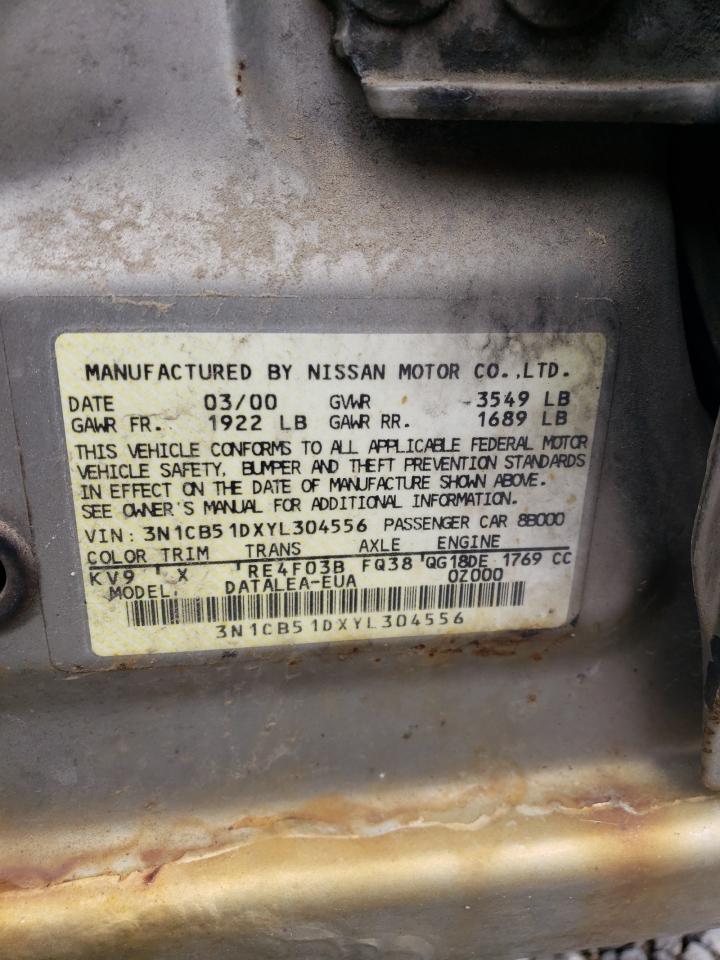 MANUFACTURED BY NISSAN MOTOR CO.,LTD.
DATE 03/00 GVWR 3549 LB
GAWR FR. 1922 LB GAWR RR. 1689 LB
THIS VEHICLE CONFORMS TO ALL APPLICABLE FEDERAL MOTOR
VEHICLE SAFETY, BUMPER AND THEFT PREVENTION STANDARDS
IN EFFECT ON THE DATE OF MANUFACTURE SHOWN ABOVE.
SEE OWNER'S MANUAL FOR ADDITIONAL INFORMATION.
VIN: 3N1CB51DXYL304556 PASSENGER CAR 8B000
COLOR TRIM TRANS AXLE ENGINE
KV9 X RE4F03B FQ38 QG18DE 1769 CC
MODEL. DATALEA-EUA 0Z000
3N1CB51DXYL304556